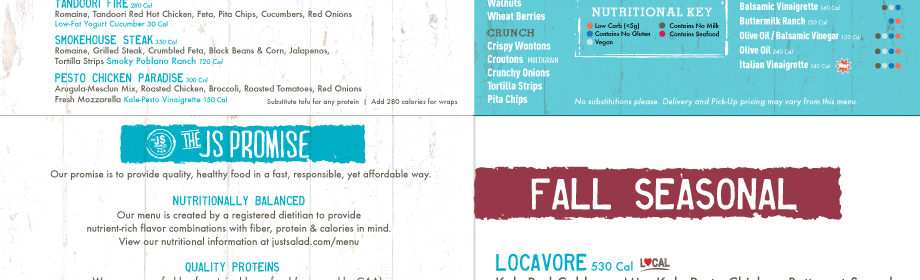 TANDOORI FIRE 280 Cal
Romaine, Tandoori Red Hot Chicken, Feta, Pita Chips, Cucumbers, Red Onions
Low-Fat Yogurt Cucumber 30 Cal
SMOKEHOUSE STEAK 350 Cal
Romaine, Grilled Steak, Crumbled Feta, Black Beans & Corn, Jalapenos,
Tortilla Strips Smoky Poblano Ranch 120 Cal
PESTO CHICKEN PARADISE 300 Cal
Arugula-Mesclun Mix, Roasted Chicken, Broccoli, Roasted Tomatoes, Red Onions
Fresh Mozzarella Kale-Pesto Vinaigrette 150 Cal
Substitute tofu for any protein | Add 280 calories for wraps
Walnuts
Wheat Berries
CRUNCH
Crispy Wontons
Croutons MULTIGRAIN
Crunchy Onions
Tortilla Strips
Pita Chips
NUTRITIONAL KEY
Low Carb (<5g)
Contains No Milk
Contains No Gluten
Contains Seafood
Vegan
Balsamic Vinaigrette 140 Cal
Buttermilk Ranch 150 Cal
Olive Oil / Balsamic Vinegar 130 Cal
Olive Oil 240 Cal
Italian Vinaigrette 140 Cal
No substitutions please. Delivery and Pick-Up pricing may vary from this menu.
JS
THE JS PROMISE
Our promise is to provide quality, healthy food in a fast, responsible, yet affordable way.
NUTRITIONALLY BALANCED
Our menu is created by a registered dietitian to provide
nutrient-rich flavor combinations with fiber, protein & calories in mind.
View our nutritional information at justsalad.com/menu
QUALITY PROTEINS
FALL SEASONAL
LOCAVORE 530 Cal LOCAL